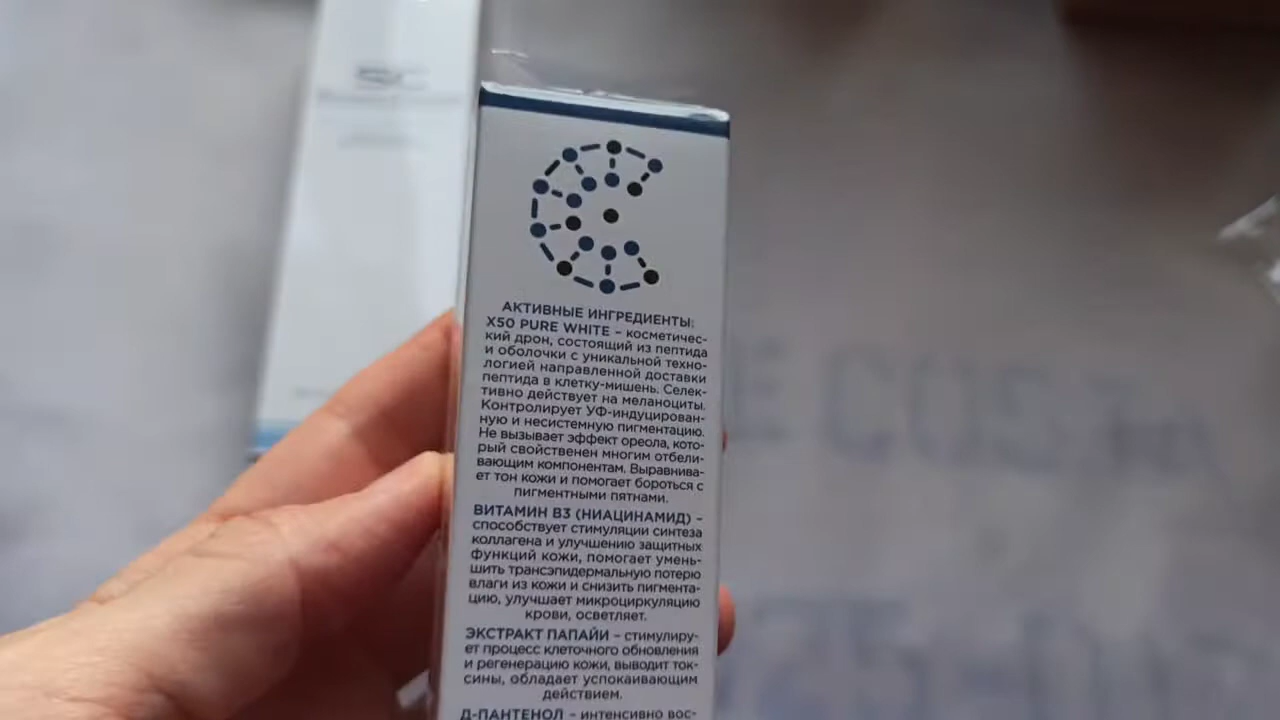 АКТИВНЫЕ ИНГРЕДИЕНТЫ:
X50 PURE WHITE – косметичес-
кий дрон, состоящий из пептида
и оболочки с уникальной техно-
логией направленной доставки
пептида в клетку-мишень. Селек-
тивно действует на меланоциты.
Контролирует УФ-индуцирован-
ную и несистемную пигментацию.
Не вызывает эффект ореола, кото-
рый свойственен многим отбели-
вающим компонентам. Выравнива-
ет тон кожи и помогает бороться с
пигментными пятнами.
ВИТАМИН B3 (НИАЦИНАМИД) –
способствует стимуляции синтеза
коллагена и улучшению защитных
функций кожи, помогает умень-
шить трансэпидермальную потерю
влаги из кожи и снизить пигмента-
цию, улучшает микроциркуляцию
крови, осветляет.
ЭКСТРАКТ ПАПАЙИ – стимулиру-
ет процесс клеточного обновления
и регенерацию кожи, выводит ток-
сины, обладает успокаивающим
действием.
Д-ПАНТЕНОЛ – интенсивно вос-